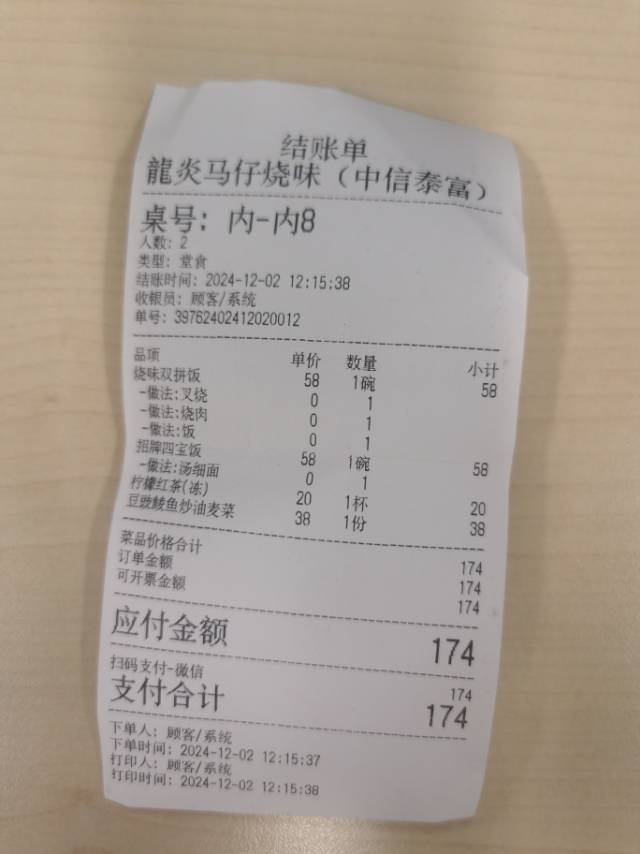 结账单
龍炎马仔烧味（中信泰富）
桌号: 内-内8
人数: 2
类型: 堂食
结账时间: 2024-12-02 12:15:38
收银员: 顾客/系统
单号: 39762402412020012
品项 单价 数量 小计
烧味双拼饭 58 1碗 58
-做法:叉烧 0 1
-做法:烧肉 0 1
-做法:饭 0 1
招牌四宝饭 58 1碗 58
-做法:汤细面 0 1
柠檬红茶(冻) 20 1杯 20
豆豉鲮鱼炒油麦菜 38 1份 38
菜品价格合计 174
订单金额 174
可开票金额 174
应付金额 174
扫码支付-微信 174
支付合计 174
下单人: 顾客/系统
下单时间: 2024-12-02 12:15:37
打印人: 顾客/系统
打印时间: 2024-12-02 12:15:38